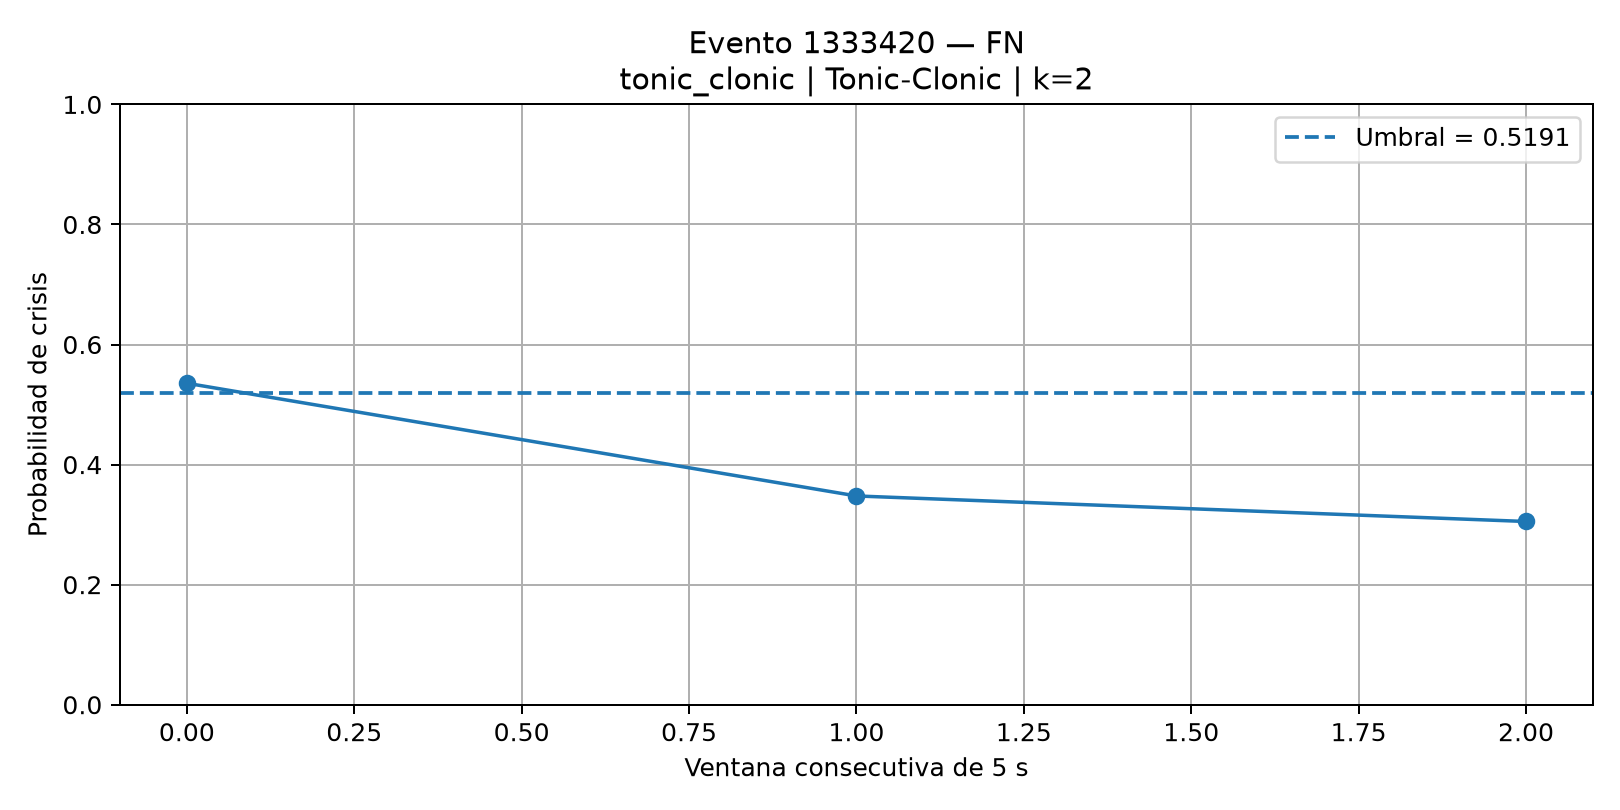 Evento 1333420 — FN
tonic_clonic | Tonic-Clonic | k=2
Umbral = 0.5191
Probabilidad de crisis
1.0
0.8
0.6
0.4
0.2
0.0
0.00 0.25 0.50 0.75 1.00 1.25 1.50 1.75 2.00
Ventana consecutiva de 5 s